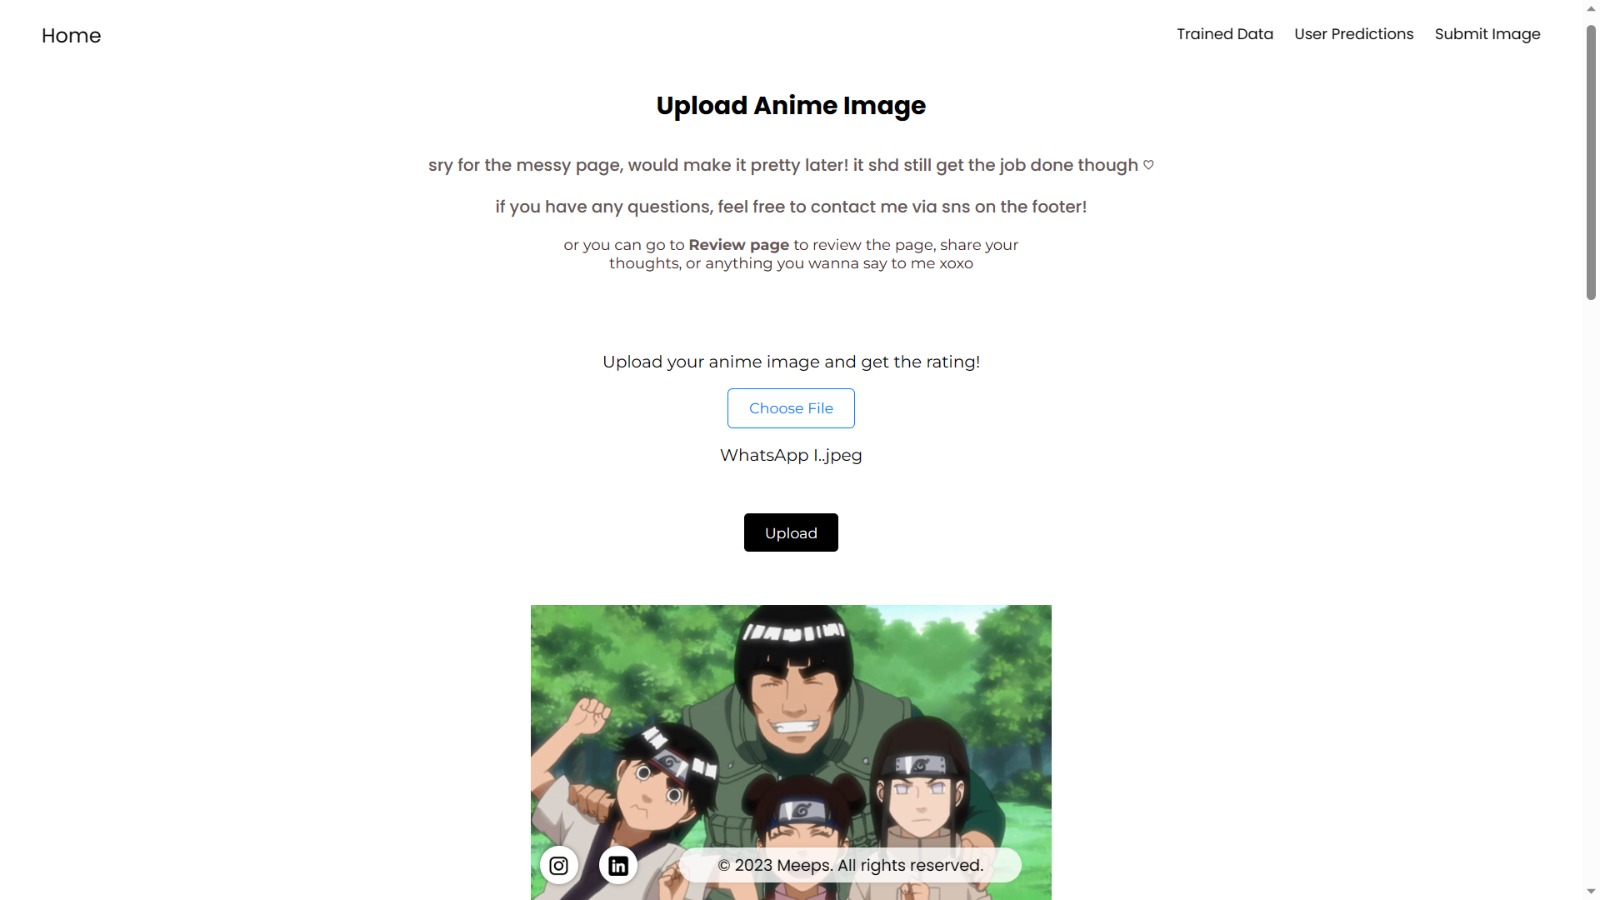 Home
Trained Data
User Predictions
Submit Image
Upload Anime Image
sry for the messy page, would make it pretty later! it shd still get the job done though ♡
if you have any questions, feel free to contact me via sns on the footer!
or you can go to Review page to review the page, share your
thoughts, or anything you wanna say to me xoxo
Upload your anime image and get the rating!
Choose File
WhatsApp I..jpeg
Upload
© 2023 Meeps. All rights reserved.